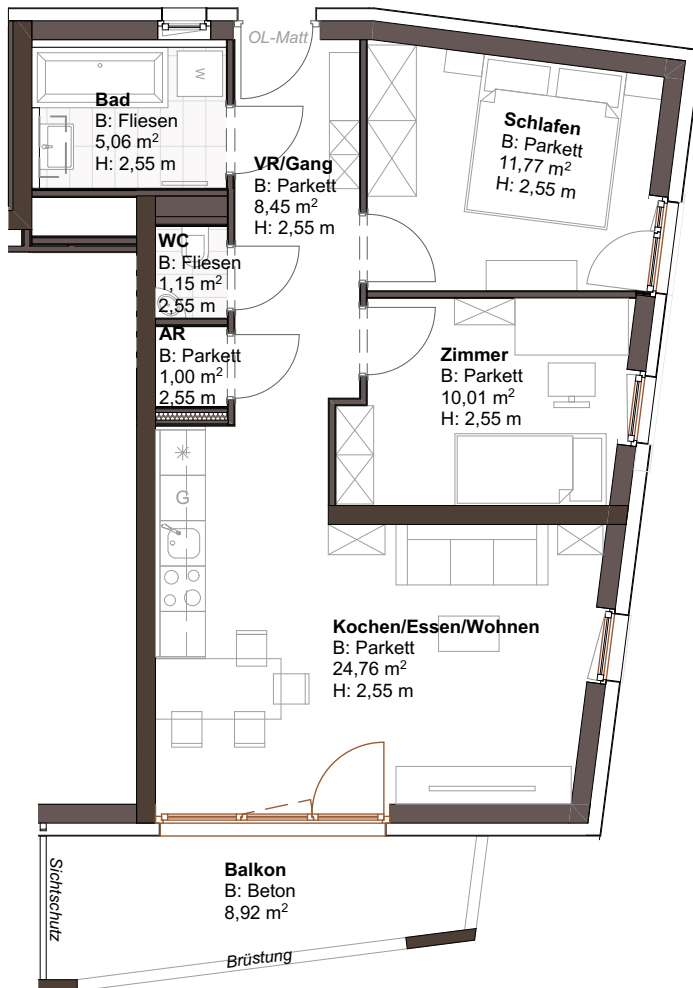 OL-Matt
W
Bad
B: Fliesen
5,06 m²
H: 2,55 m
Schlafen
B: Parkett
11,77 m²
H: 2,55 m
VR/Gang
B: Parkett
8,45 m²
H: 2,55 m
WC
B: Fliesen
1,15 m²
2,55 m
AR
B: Parkett
1,00 m²
2,55 m
Zimmer
B: Parkett
10,01 m²
H: 2,55 m
G
Kochen/Essen/Wohnen
B: Parkett
24,76 m²
H: 2,55 m
Balkon
B: Beton
8,92 m²
Sichtschutz
Brüstung